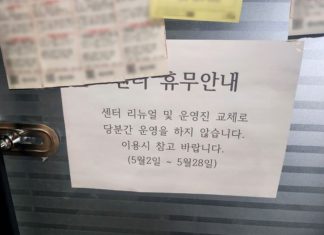 휴무안내
센터 리뉴얼 및 운영진 교체로
당분간 운영을 하지 않습니다.
이용시 참고 바랍니다.
(5월2일 ~ 5월28일)